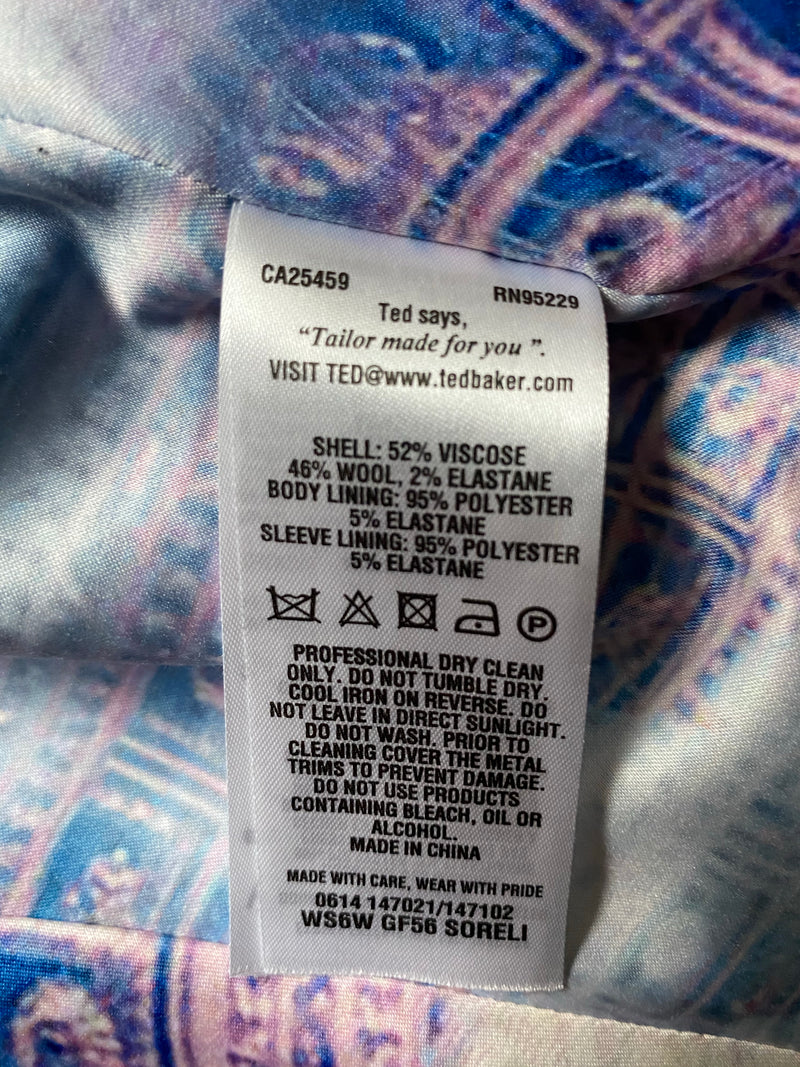 CA25459
RN95229
Ted says,
“Tailor made for you ”.
VISIT TED@www.tedbaker.com
SHELL: 52% VISCOSE
46% WOOL, 2% ELASTANE
BODY LINING: 95% POLYESTER
5% ELASTANE
SLEEVE LINING: 95% POLYESTER
5% ELASTANE
P
PROFESSIONAL DRY CLEAN
ONLY. DO NOT TUMBLE DRY.
COOL IRON ON REVERSE. DO
NOT LEAVE IN DIRECT SUNLIGHT.
DO NOT WASH. PRIOR TO
CLEANING COVER THE METAL
TRIMS TO PREVENT DAMAGE.
DO NOT USE PRODUCTS
CONTAINING BLEACH, OIL OR
ALCOHOL.
MADE IN CHINA
MADE WITH CARE, WEAR WITH PRIDE
0614 147021/147102
WS6W GF56 SORELI